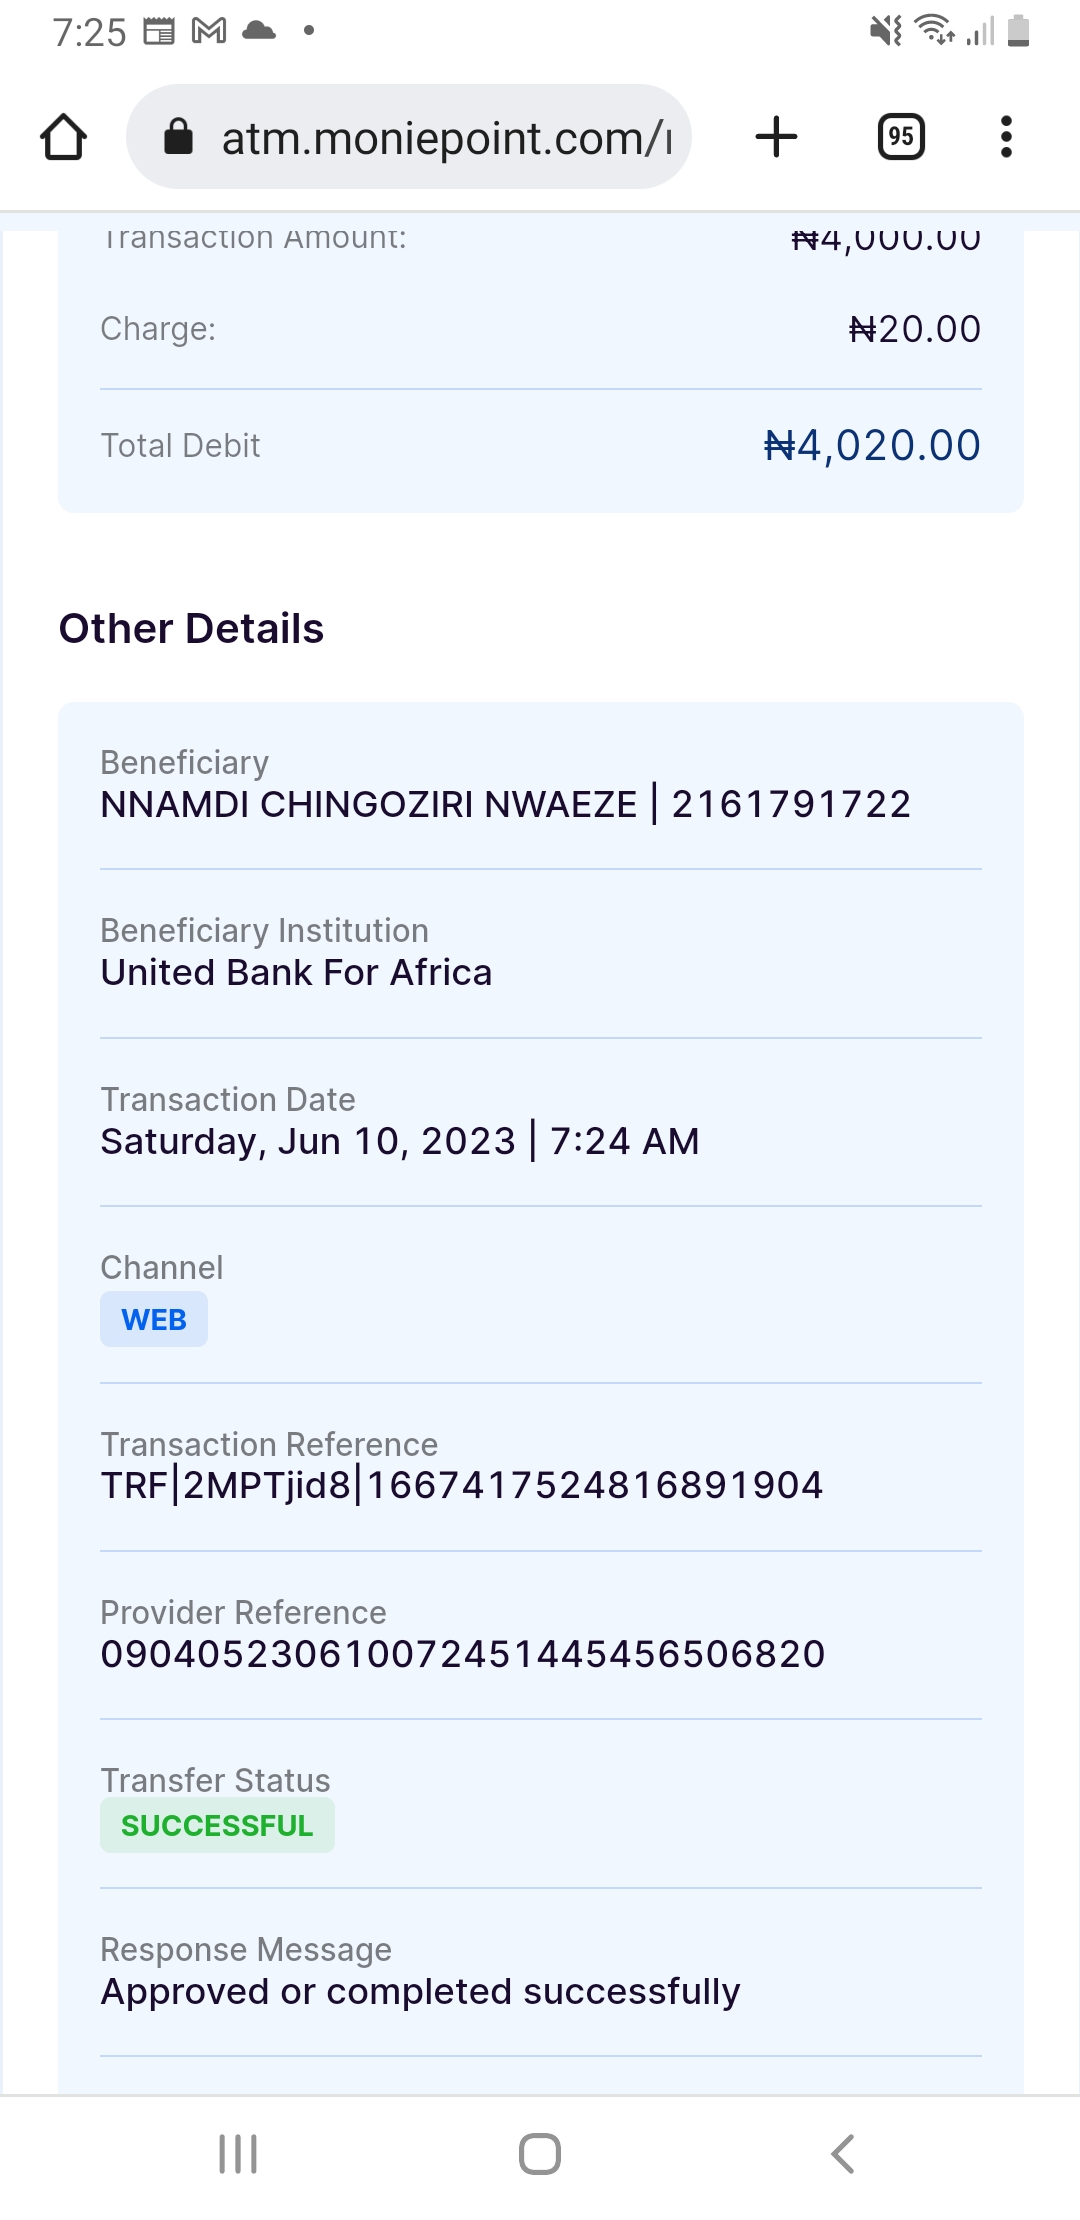 7:25
atm.moniepoint.com/
95
Transaction Amount: ₦4,000.00
Charge: ₦20.00
Total Debit ₦4,020.00
Other Details
Beneficiary
NNAMDI CHINGOZIRI NWAEZE | 2161791722
Beneficiary Institution
United Bank For Africa
Transaction Date
Saturday, Jun 10, 2023 | 7:24 AM
Channel
WEB
Transaction Reference
TRF|2MPTjid8|1667417524816891904
Provider Reference
090405230610072451445456506820
Transfer Status
SUCCESSFUL
Response Message
Approved or completed successfully